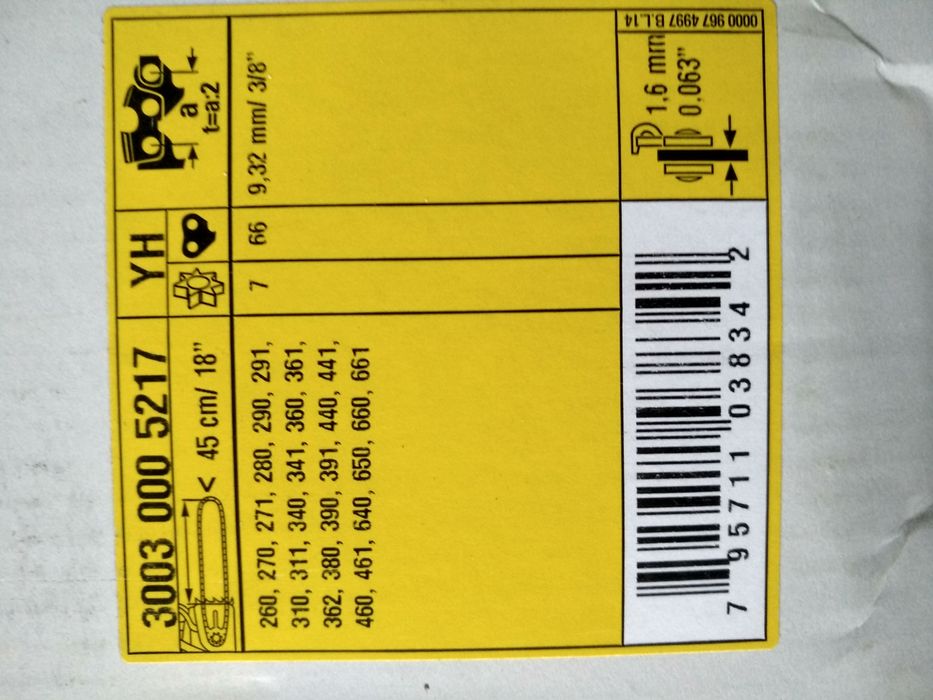 3003 000 5217 YH
a
t=a:2
< 45 cm/ 18"
260, 270, 271, 280, 290, 291,
310, 311, 340, 341, 360, 361,
362, 380, 390, 391, 440, 441,
460, 461, 640, 650, 660, 661
7
66
9,32 mm/ 3/8"
7 95711 03834 2
1,6 mm
0.063"
0000 967 4997 B.L.14